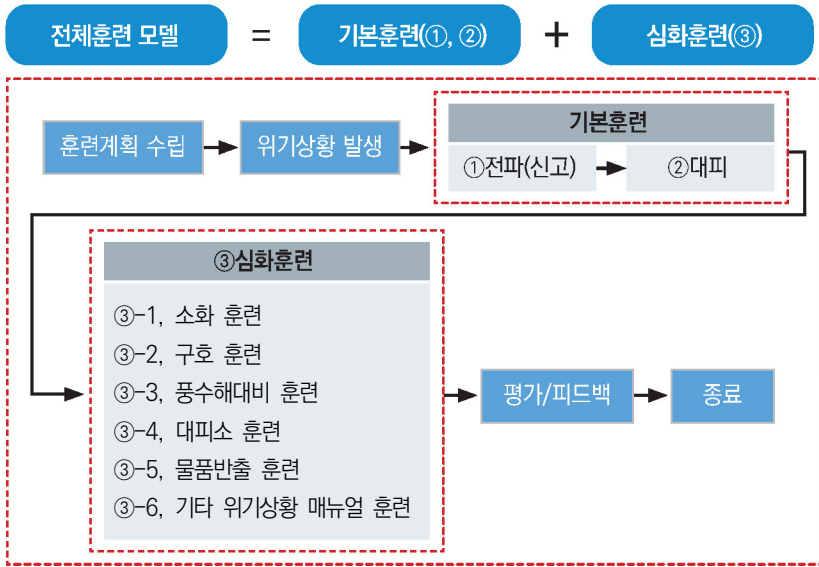 전체훈련 모델 = 기본훈련(①, ②) + 심화훈련(③)
기본훈련
훈련계획 수립 위기상황 발생 ①전파(신고) ②대피
③심화훈련
③-1, 소화 훈련
③-2, 구호 훈련
③-3, 풍수해대비 훈련
③-4, 대피소 훈련
③-5, 물품반출 훈련
③-6, 기타 위기상황 매뉴얼 훈련
평가/피드백 종료